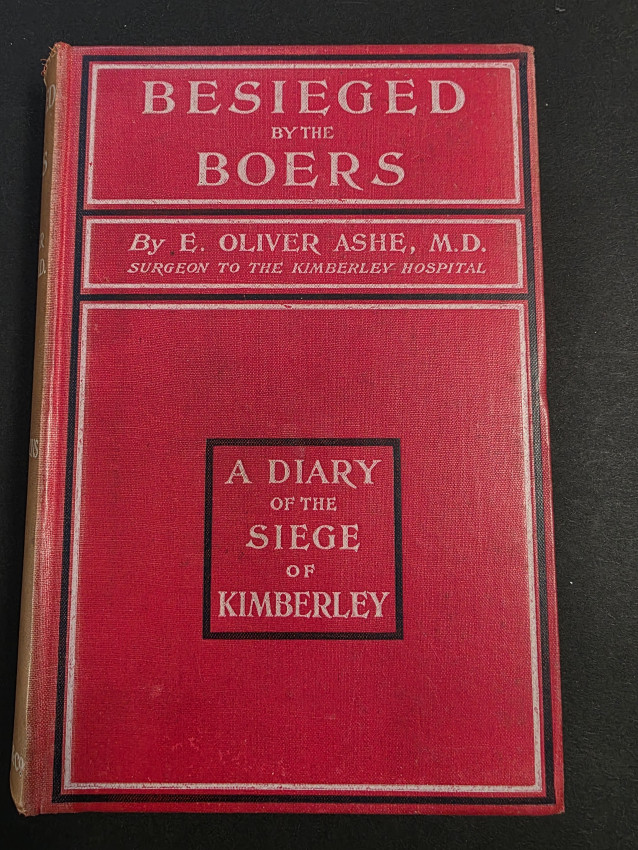 BESIEGED
BY THE
BOERS
By E. OLIVER ASHE, M.D.
SURGEON TO THE KIMBERLEY HOSPITAL
A DIARY
OF THE
SIEGE
OF
KIMBERLEY